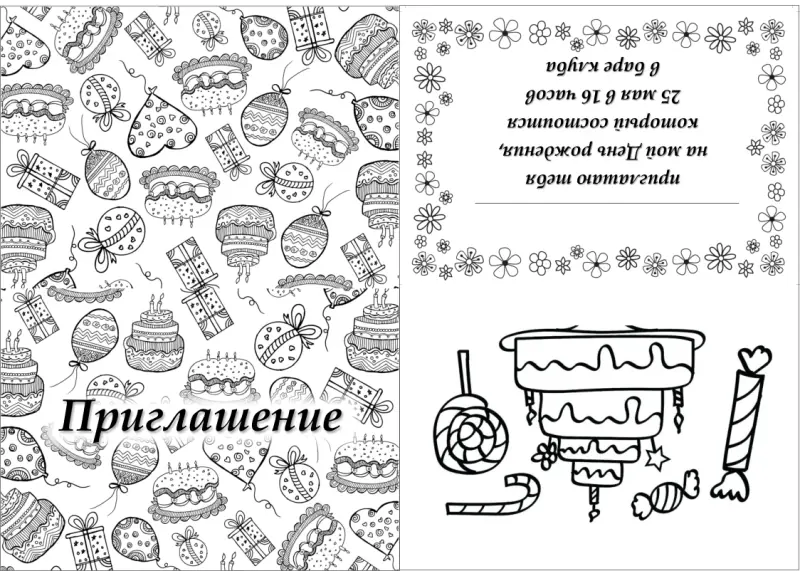 Приглашение
приглашаю тебя
на мой День рождения,
который состоится
25 мая в 16 часов
в баре клуба